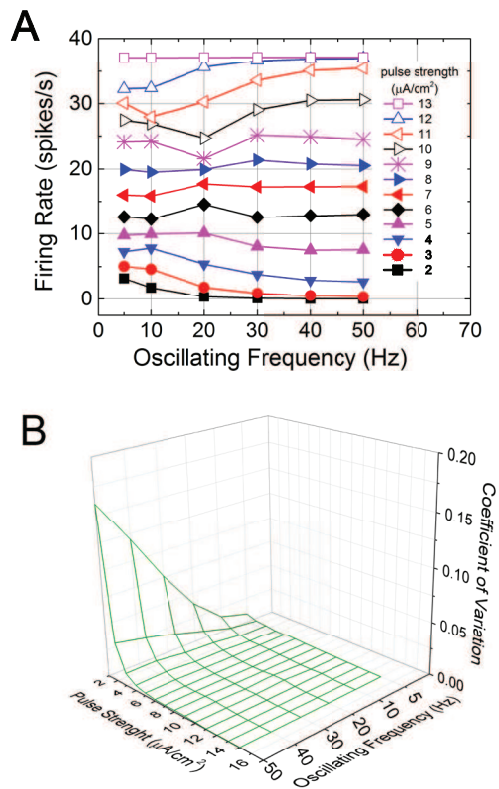 A
Firing Rate (spikes/s)
40
30
20
10
0
pulse strength
(μA/cm²)
13
12
11
10
9
8
7
6
5
4
3
2
0 10 20 30 40 50 60 70
Oscillating Frequency (Hz)
B
0.20
0.15
0.10
0.05
0.00
Coefficient of Variation
2 4 6 8 10 12 14 16
Pulse Strenght (μA/cm²)
50 40 30 20 10 5
Oscillating Frequency (Hz)